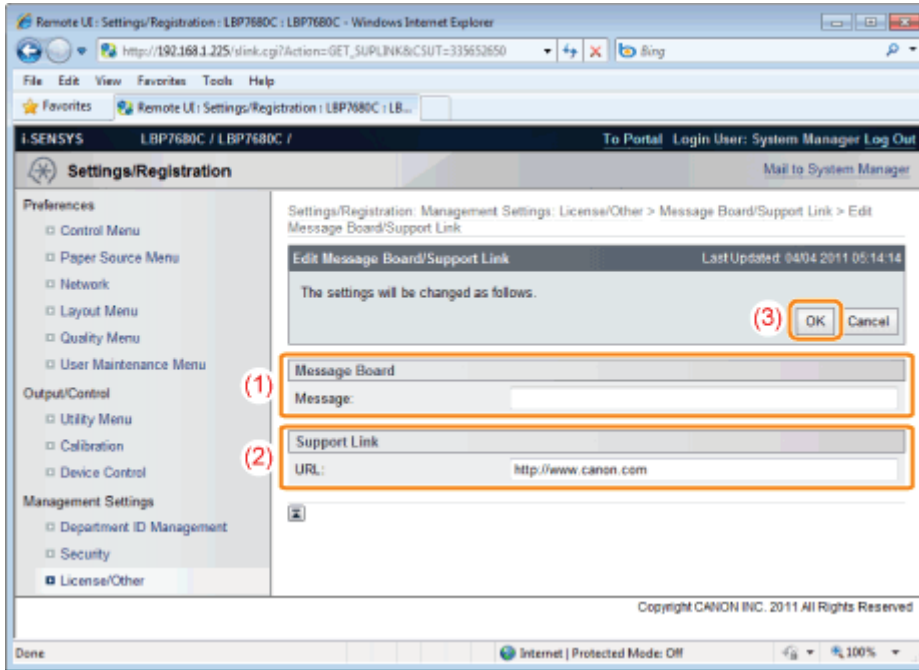 Remote UI : Settings/Registration : LBP7680C : LBP7680C - Windows Internet Explorer
http://192.168.1.225/slink.cgi?Action=GET_SUPLINK&CSUT=335652650
Bing
File Edit View Favorites Tools Help
Favorites Remote UI : Settings/Registration : LBP7680C : LB...
i-SENSYS LBP7680C / LBP7680C / To Portal Login User: System Manager Log Out
Settings/Registration Mail to System Manager
Preferences
Control Menu
Paper Source Menu
Network
Layout Menu
Quality Menu
User Maintenance Menu
Output/Control
Utility Menu
Calibration
Device Control
Management Settings
Department ID Management
Security
License/Other
Settings/Registration: Management Settings: License/Other > Message Board/Support Link > Edit
Message Board/Support Link
Edit Message Board/Support Link Last Updated: 04/04 2011 05:14:14
The settings will be changed as follows.
(3) OK Cancel
(1)
Message Board
Message:
(2)
Support Link
URL: http://www.canon.com
Copyright CANON INC. 2011 All Rights Reserved
Done Internet | Protected Mode: Off 100%